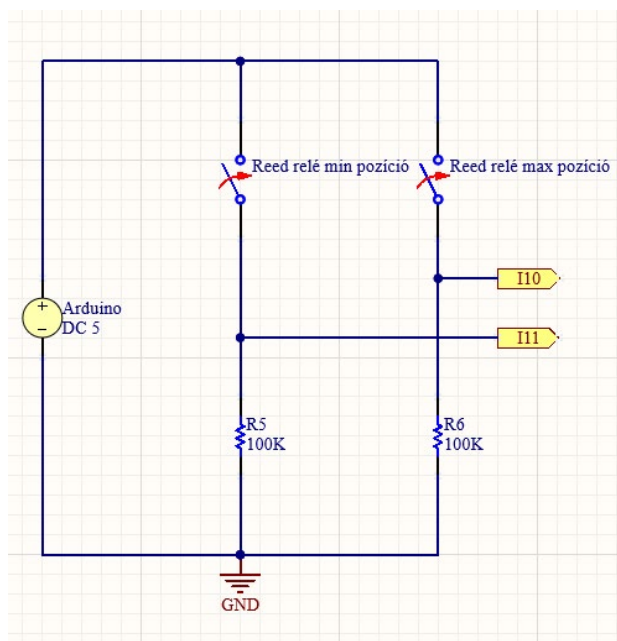 Reed relé min pozíció
Reed relé max pozíció
I10
Arduino
DC 5
I11
R5
100K
R6
100K
GND